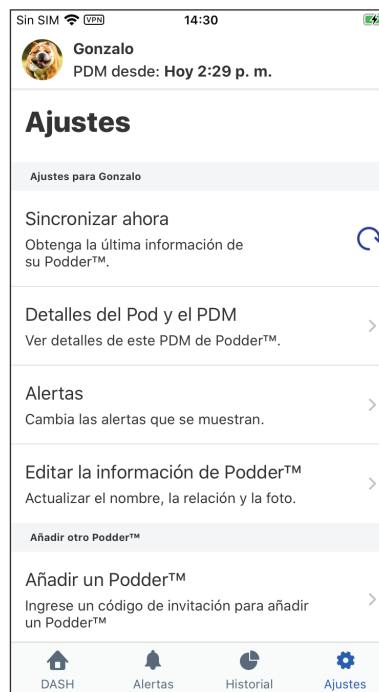 Sin SIM VPN 14:30
Gonzalo
PDM desde: Hoy 2:29 p. m.
Ajustes
Ajustes para Gonzalo
Sincronizar ahora
Obtenga la última información de
su Podder™.
Detalles del Pod y el PDM
Ver detalles de este PDM de Podder™.
Alertas
Cambia las alertas que se muestran.
Editar la información de Podder™
Actualizar el nombre, la relación y la foto.
Añadir otro Podder™
Añadir un Podder™
Ingrese un código de invitación para añadir
un Podder™
DASH Alertas Historial Ajustes